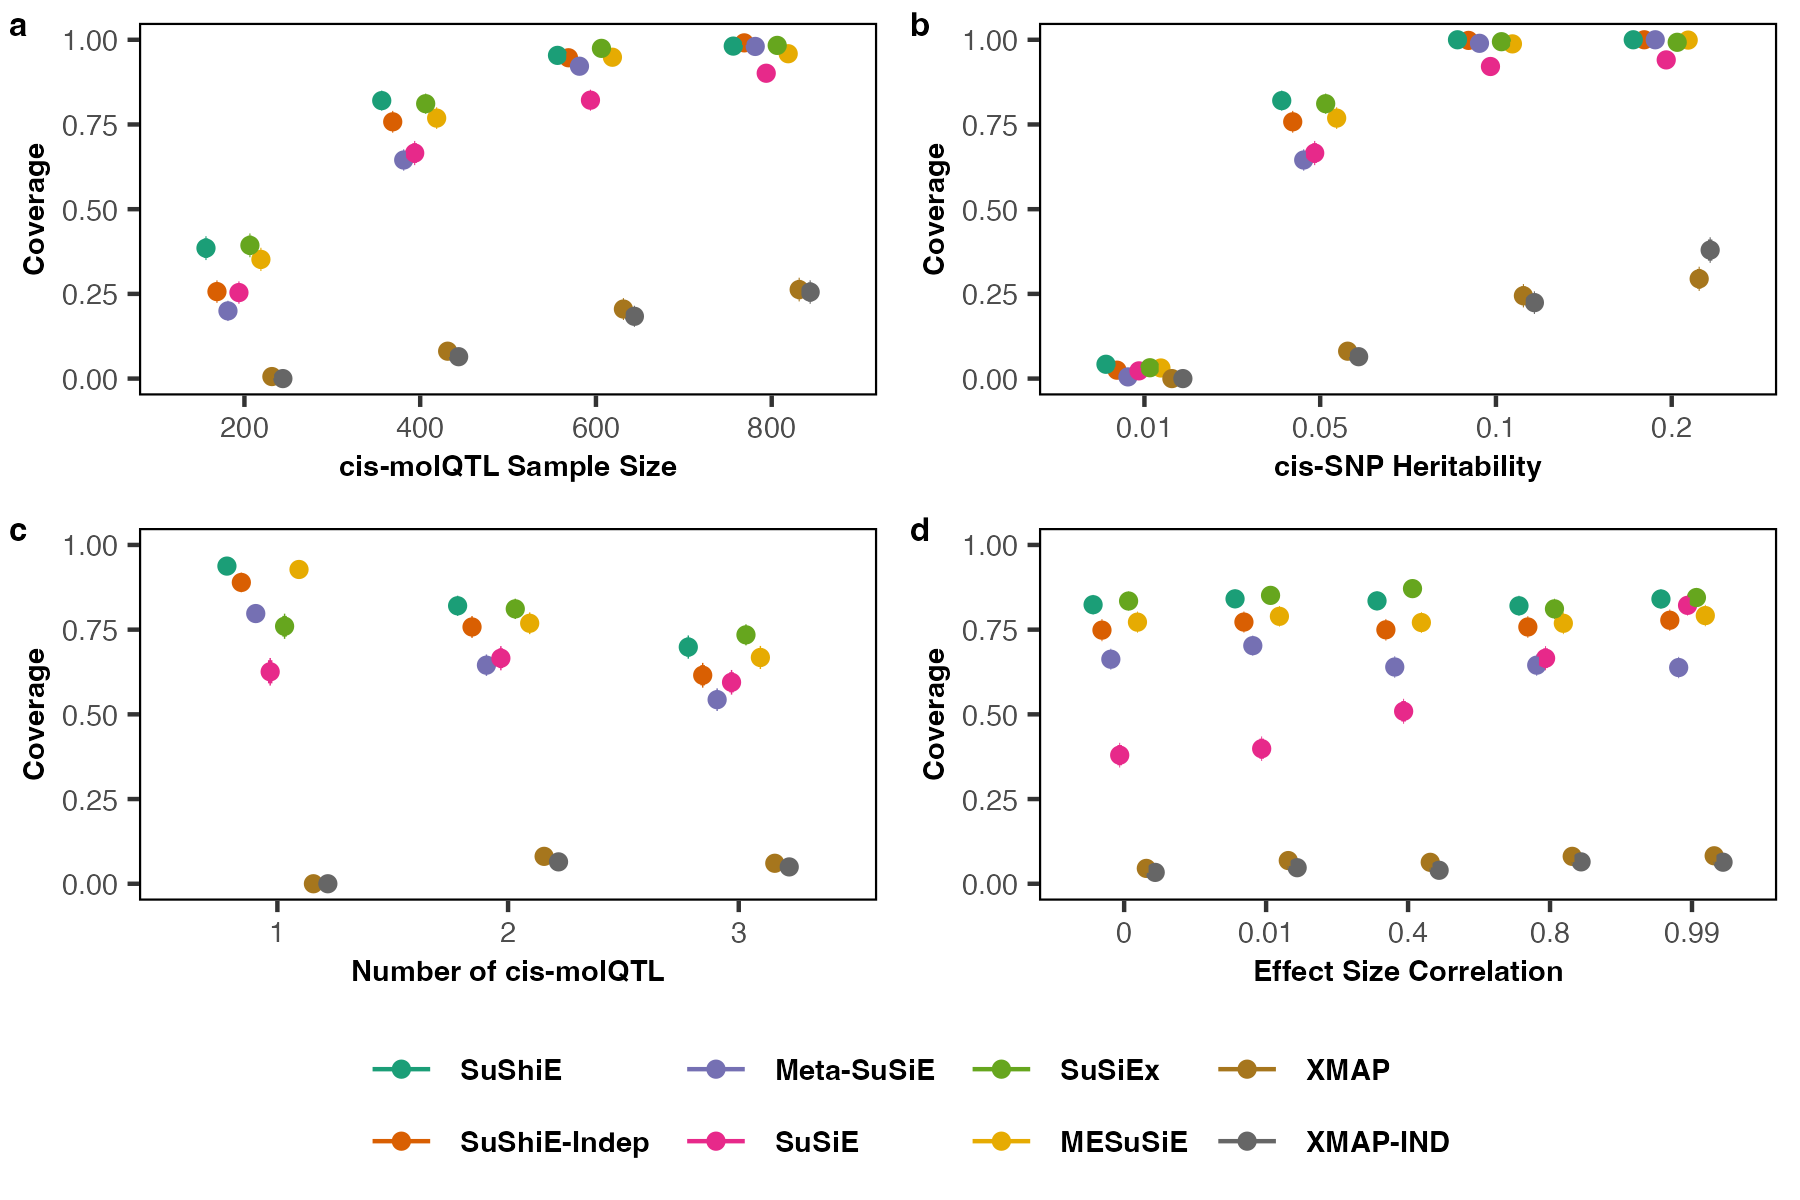 a
1.00
0.75
0.50
0.25
0.00
Coverage
200 400 600 800
cis-molQTL Sample Size
b
1.00
0.75
0.50
0.25
0.00
Coverage
0.01 0.05 0.1 0.2
cis-SNP Heritability
c
1.00
0.75
0.50
0.25
0.00
Coverage
1 2 3
Number of cis-molQTL
d
1.00
0.75
0.50
0.25
0.00
Coverage
0 0.01 0.4 0.8 0.99
Effect Size Correlation
SuShiE Meta-SuSiE SuSiEx XMAP
SuShiE-Indep SuSiE MESuSiE XMAP-IND